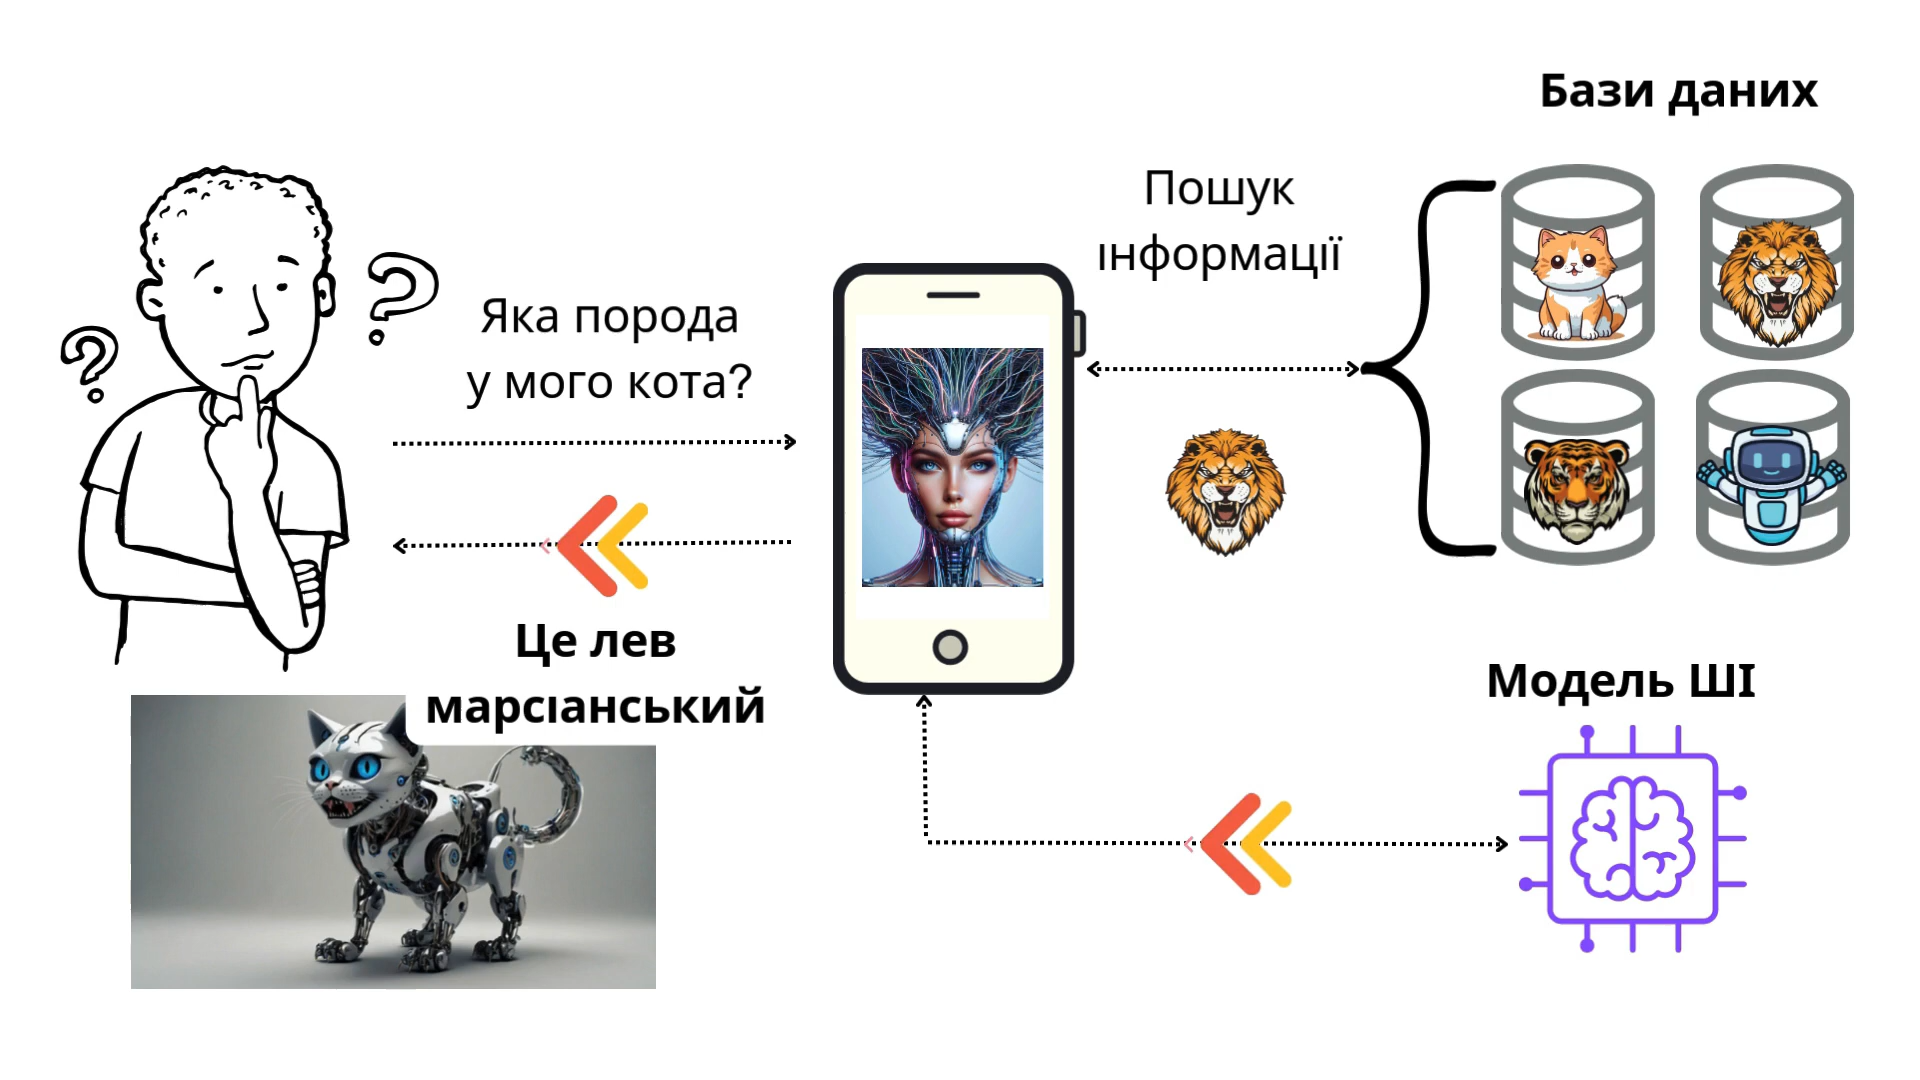 Бази даних
Пошук
інформації
Яка порода
у мого кота?
Це лев
марсіанський
Модель ШІ